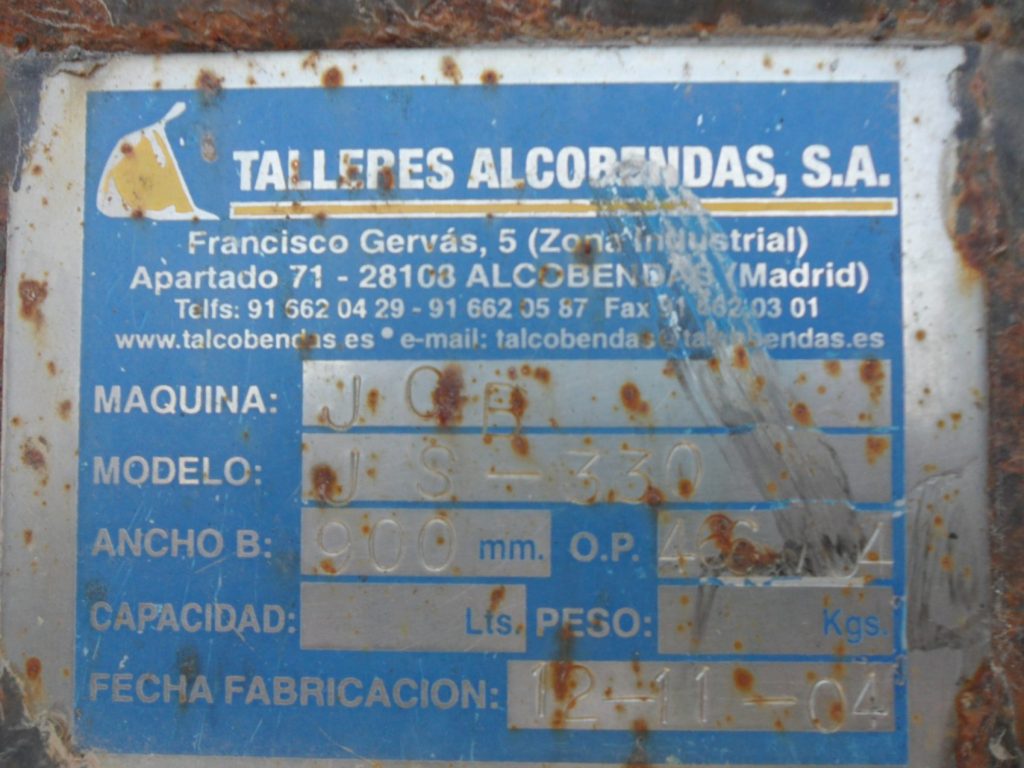 TALLERES ALCOBENDAS, S.A.
Francisco Gervás, 5 (Zona Industrial)
Apartado 71 - 28108 ALCOBENDAS (Madrid)
Telfs: 91 662 04 29 - 91 662 05 87 Fax 91 662 03 01
www.talcobendas.es • e-mail: talcobendas@talcobendas.es
MAQUINA: JCB
MODELO: JS-330
ANCHO B: 900 mm. O.P.
CAPACIDAD: Lts. PESO: Kgs.
FECHA FABRICACION: 12-11-04